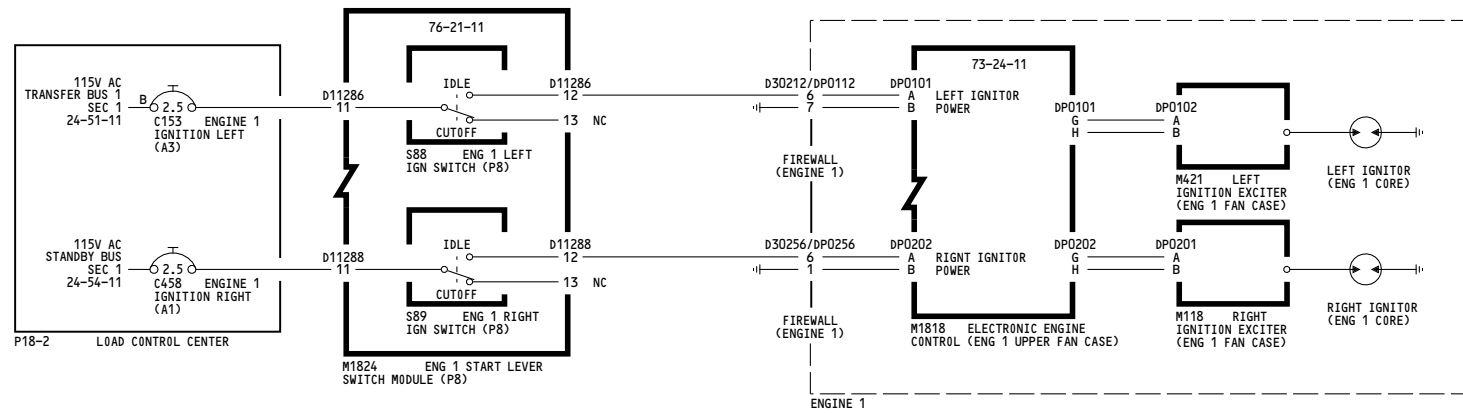 76-21-11
73-24-11
115V AC
TRANSFER BUS 1
SEC 1
24-51-11
B
2.5
C153 ENGINE 1
IGNITION LEFT
(A3)
D11286
11
IDLE
CUTOFF
D11286
12
13 NC
S88 ENG 1 LEFT
IGN SWITCH (P8)
D30212/DP0112
6
7
FIREWALL
(ENGINE 1)
DP0101
A LEFT IGNITOR
B POWER
DP0101
G
H
DP0102
A
B
M421 LEFT
IGNITION EXCITER
(ENG 1 FAN CASE)
LEFT IGNITOR
(ENG 1 CORE)
115V AC
STANDBY BUS
SEC 1
24-54-11
2.5
C458 ENGINE 1
IGNITION RIGHT
(A1)
D11288
11
IDLE
CUTOFF
D11288
12
13 NC
S89 ENG 1 RIGHT
IGN SWITCH (P8)
D30256/DP0256
6
1
FIREWALL
(ENGINE 1)
DP0202
A RIGNT IGNITOR
B POWER
DP0202
G
H
DP0201
A
B
M118 RIGHT
IGNITION EXCITER
(ENG 1 FAN CASE)
RIGHT IGNITOR
(ENG 1 CORE)
P18-2 LOAD CONTROL CENTER
M1824 ENG 1 START LEVER
SWITCH MODULE (P8)
M1818 ELECTRONIC ENGINE
CONTROL (ENG 1 UPPER FAN CASE)
ENGINE 1